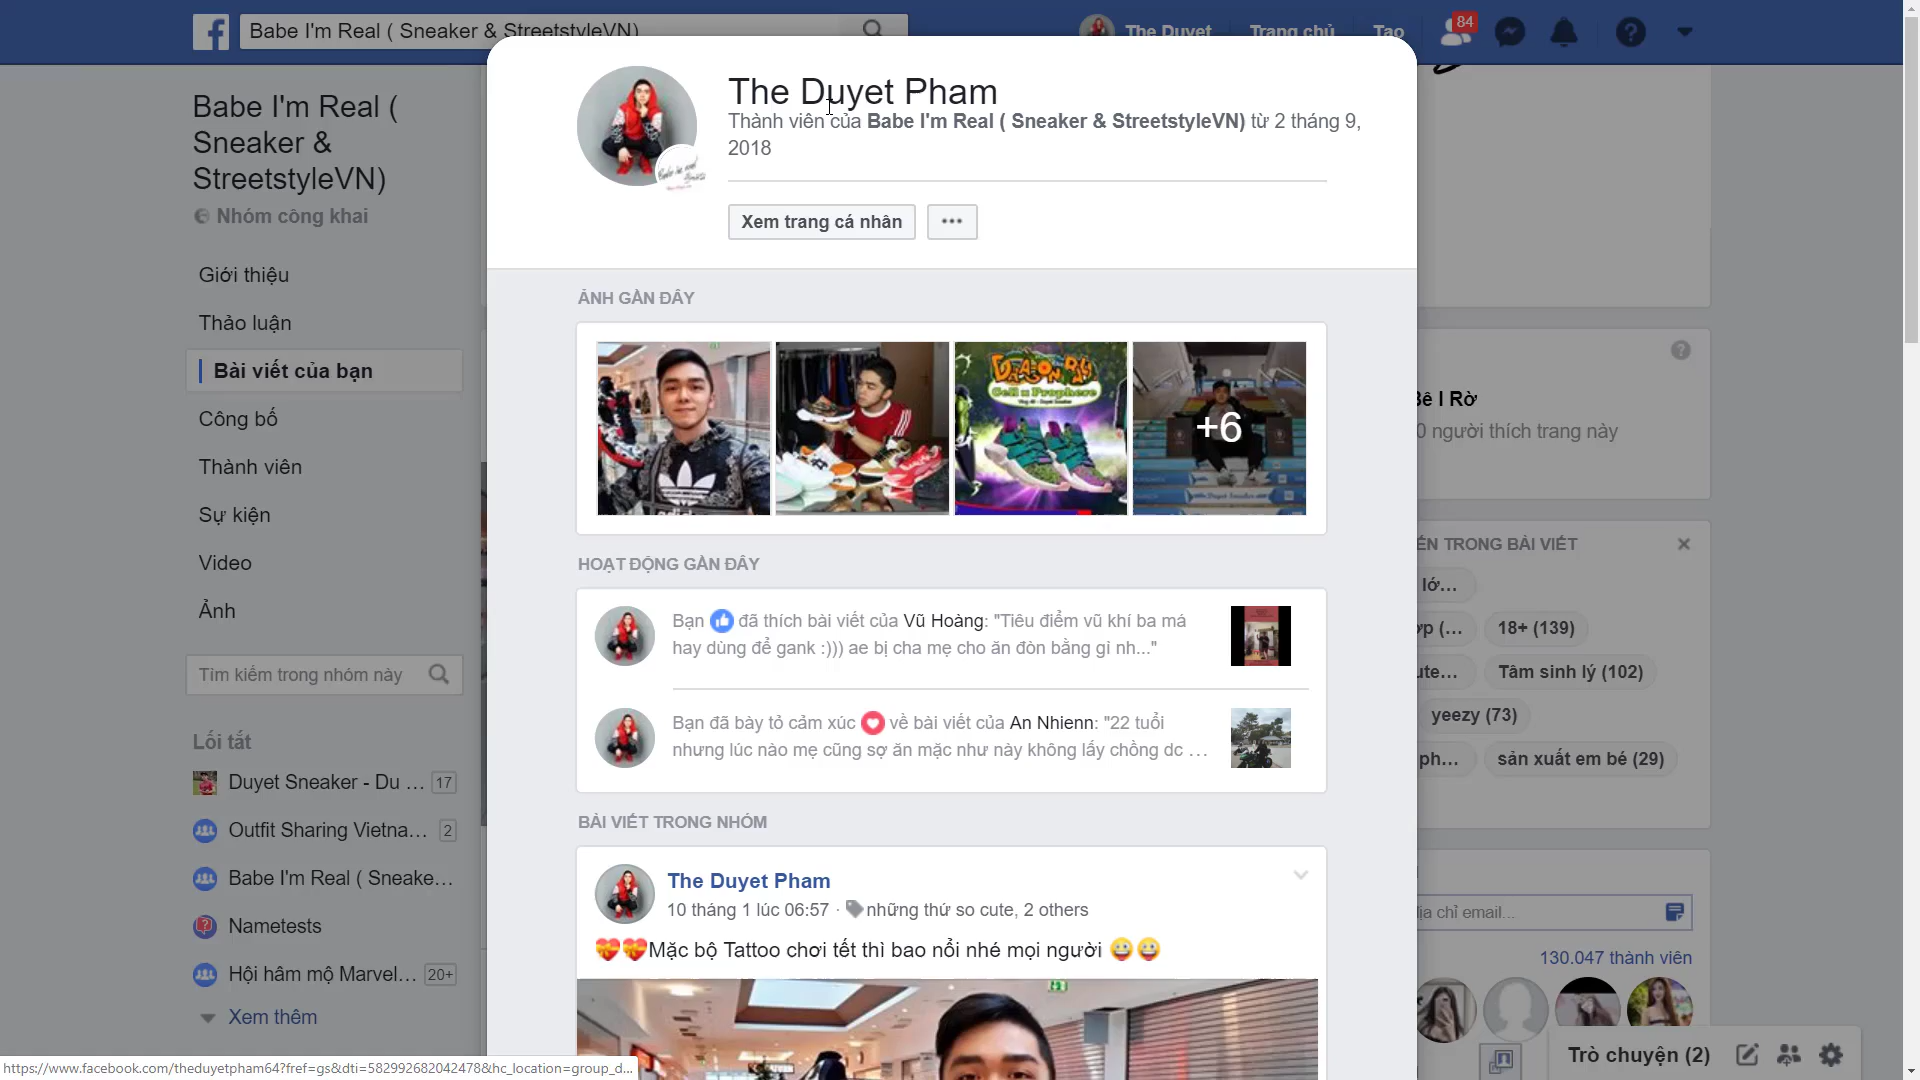 Babe I'm Real ( Sneaker & StreetstyleVN)
The Duyet
Trang chủ
Tạo
84
Babe I'm Real (
Sneaker &
StreetstyleVN)
Nhóm công khai
Giới thiệu
Thảo luận
Bài viết của bạn
Công bố
Thành viên
Sự kiện
Video
Ảnh
Tìm kiếm trong nhóm này
Lối tắt
Duyet Sneaker - Du ... 17
Outfit Sharing Vietna... 2
Babe I'm Real ( Sneake...
Nametests
Hội hâm mộ Marvel... 20+
Xem thêm
The Duyet Pham
Thành viên của Babe I'm Real ( Sneaker & StreetstyleVN) từ 2 tháng 9,
2018
Xem trang cá nhân
ẢNH GẦN ĐÂY
+6
HOẠT ĐỘNG GẦN ĐÂY
Bạn đã thích bài viết của Vũ Hoàng: "Tiêu điểm vũ khí ba má
hay dùng để gank :))) ae bị cha mẹ cho ăn đòn bằng gì nh..."
Bạn đã bày tỏ cảm xúc về bài viết của An Nhienn: "22 tuổi
nhưng lúc nào mẹ cũng sợ ăn mặc như này không lấy chồng dc ...
BÀI VIẾT TRONG NHÓM
The Duyet Pham
10 tháng 1 lúc 06:57 · những thứ so cute, 2 others
💝💝Mặc bộ Tattoo chơi tết thì bao nổi nhé mọi người 😜😜
Bê I Rờ
0 người thích trang này
ẾN TRONG BÀI VIẾT
lớ...
ợp (...
18+ (139)
ute...
Tâm sinh lý (102)
yeezy (73)
ph...
sản xuất em bé (29)
địa chỉ email...
130.047 thành viên
Trò chuyện (2)
https://www.facebook.com/theduyetpham64?fref=gs&dti=582992682042478&hc_location=group_d...